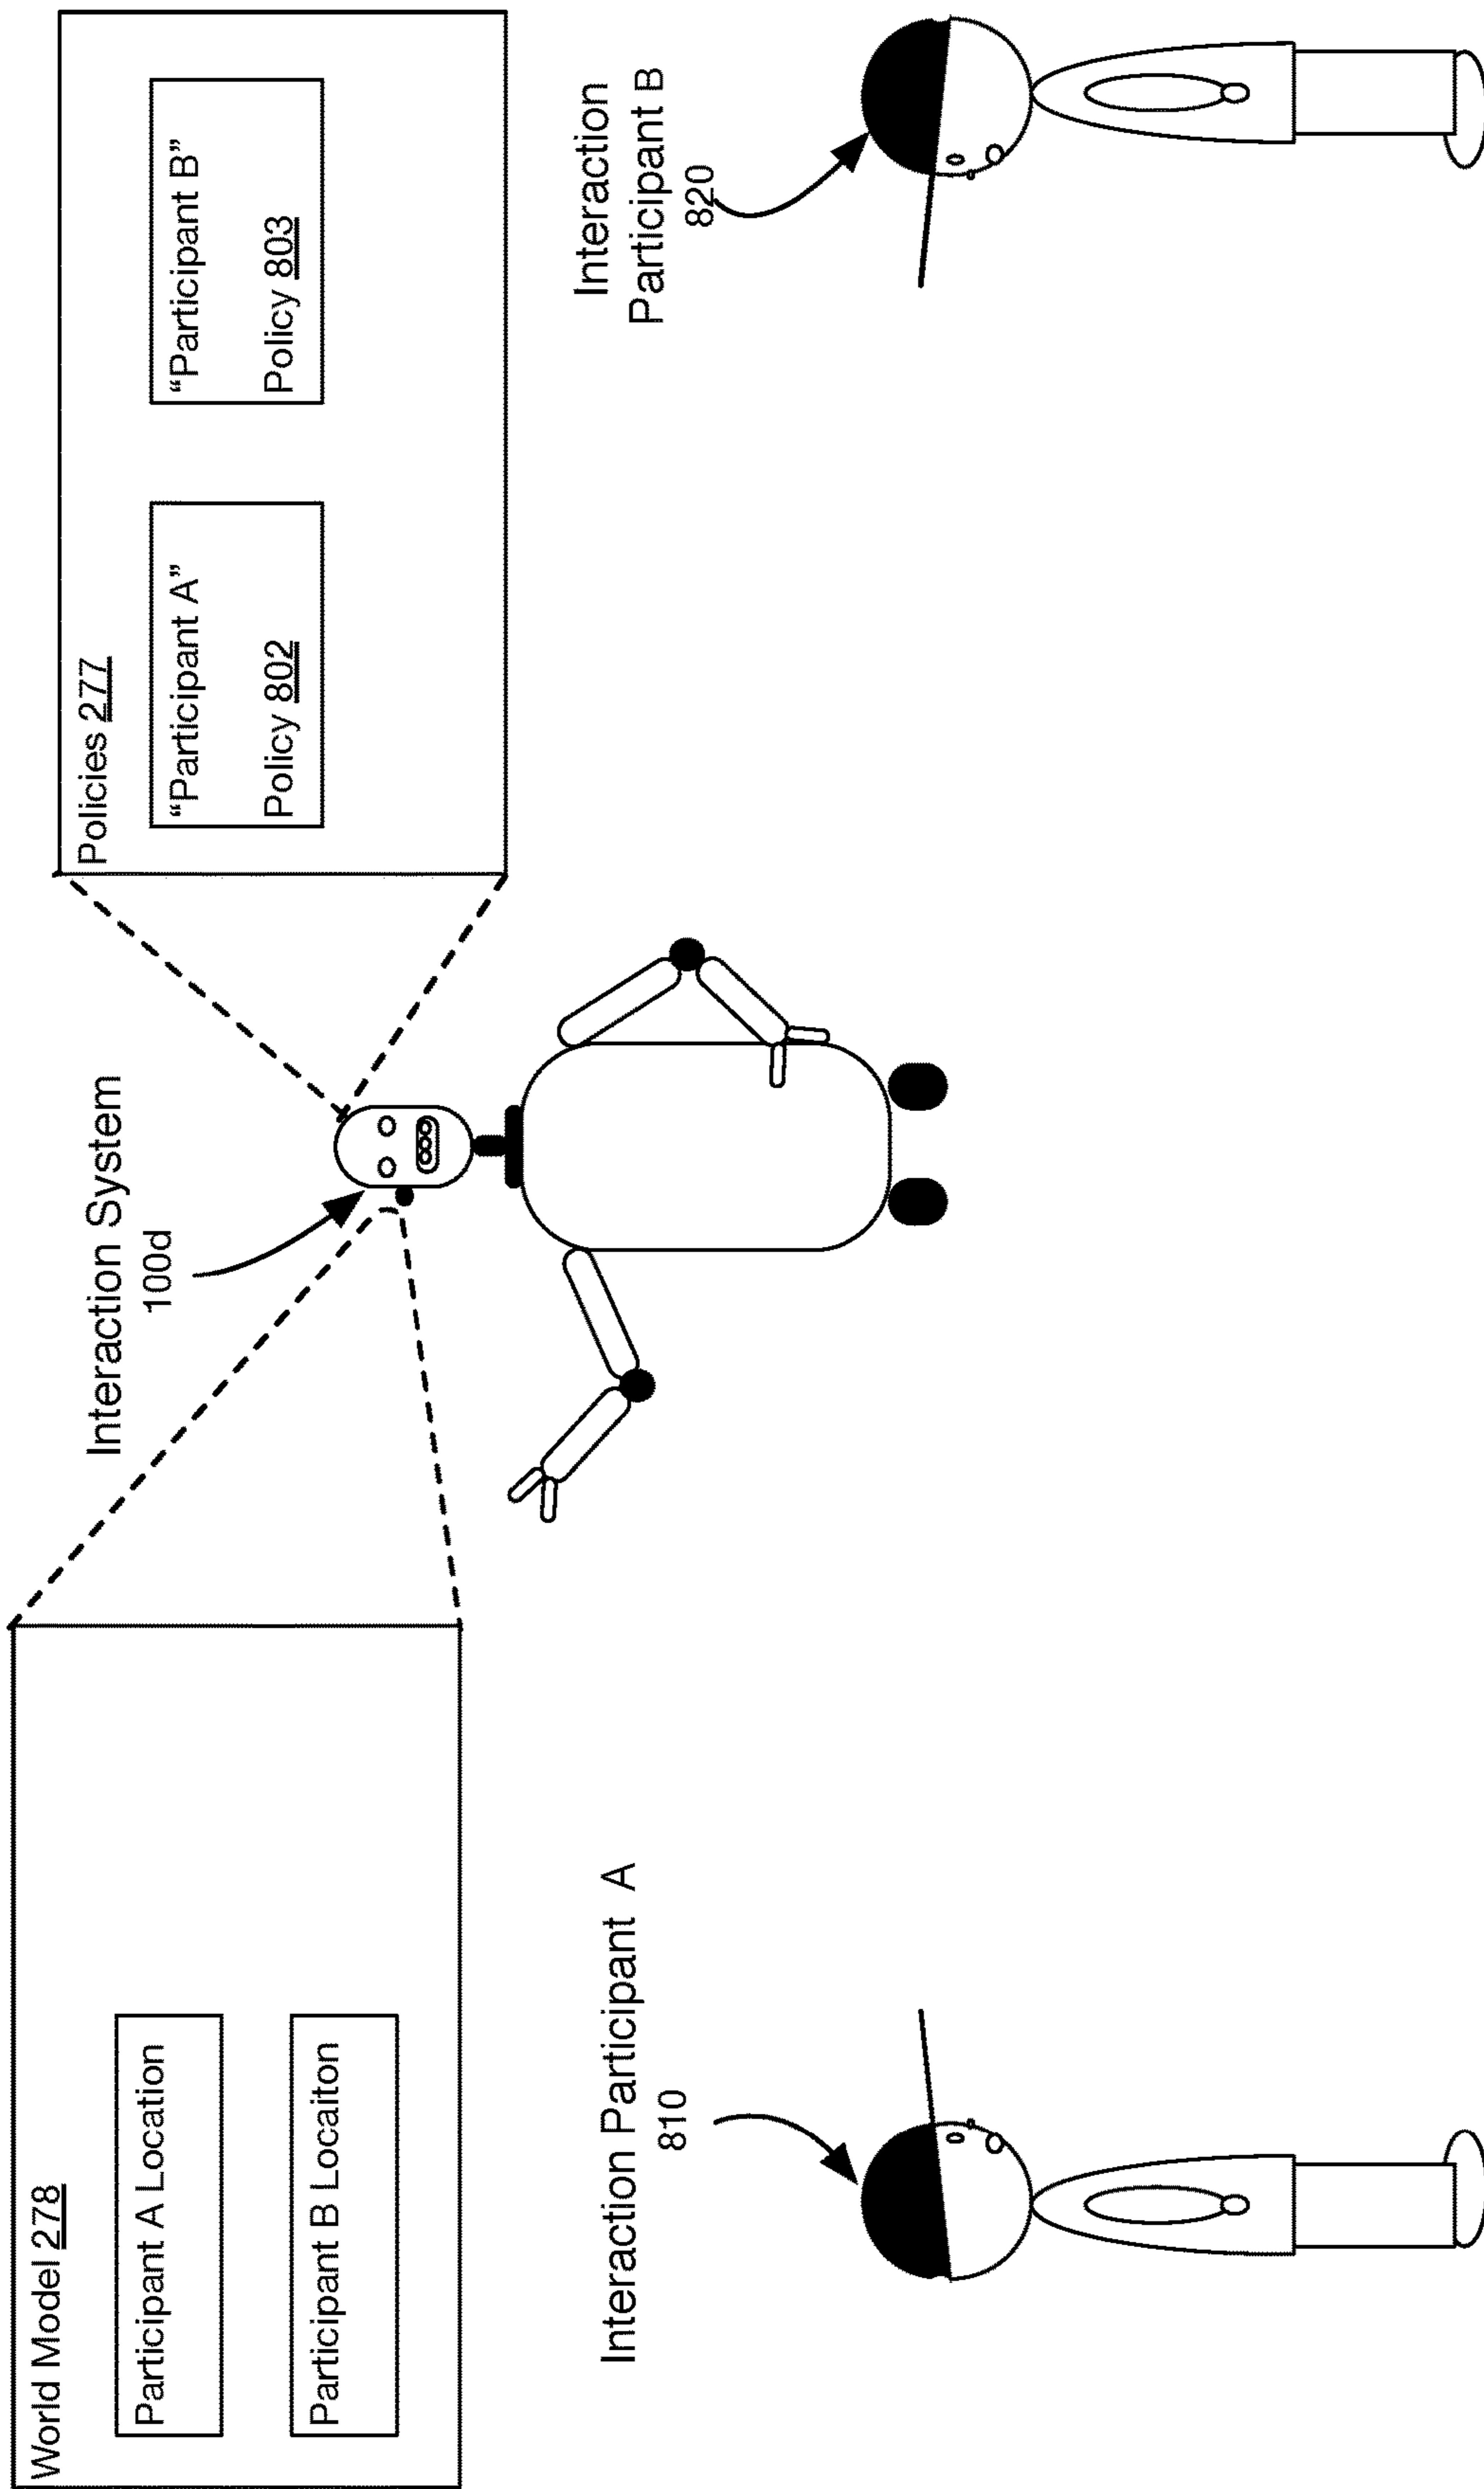 World Model 278
Participant A Location
Participant B Locaiton
Interaction System
100d
Policies 277
“Participant A”
Policy 802
“Participant B”
Policy 803
Interaction Participant A
810
Interaction
Participant B
820